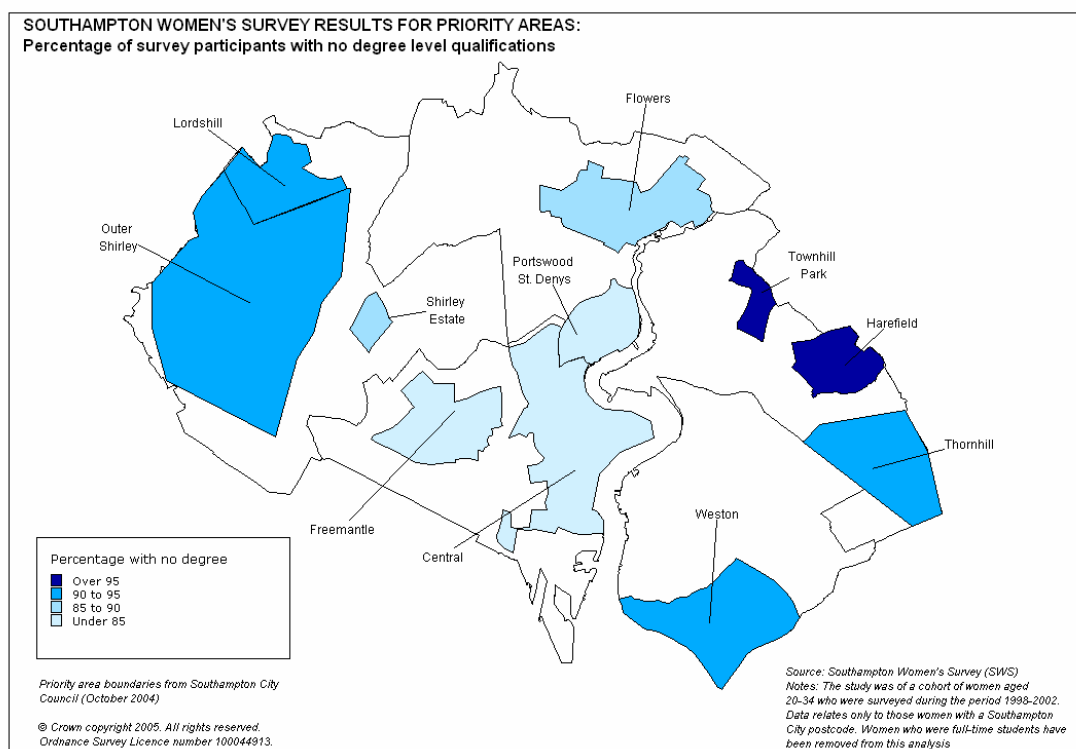 SOUTHAMPTON WOMEN'S SURVEY RESULTS FOR PRIORITY AREAS:
Percentage of survey participants with no degree level qualifications
Flowers
Lordshill
Outer
Shirley
Portswood
St. Denys
Townhill
Park
Shirley
Estate
Harefield
Thornhill
Freemantle
Weston
Central
Percentage with no degree
Over 95
90 to 95
85 to 90
Under 85
Priority area boundaries from Southampton City
Council (October 2004)
© Crown copyright 2005. All rights reserved.
Ordnance Survey Licence number 100044913.
Source: Southampton Women's Survey (SWS)
Notes: The study was of a cohort of women aged
20-34 who were surveyed during the period 1998-2002.
Data relates only to those women with a Southampton
City postcode. Women who were full-time students have
been removed from this analysis